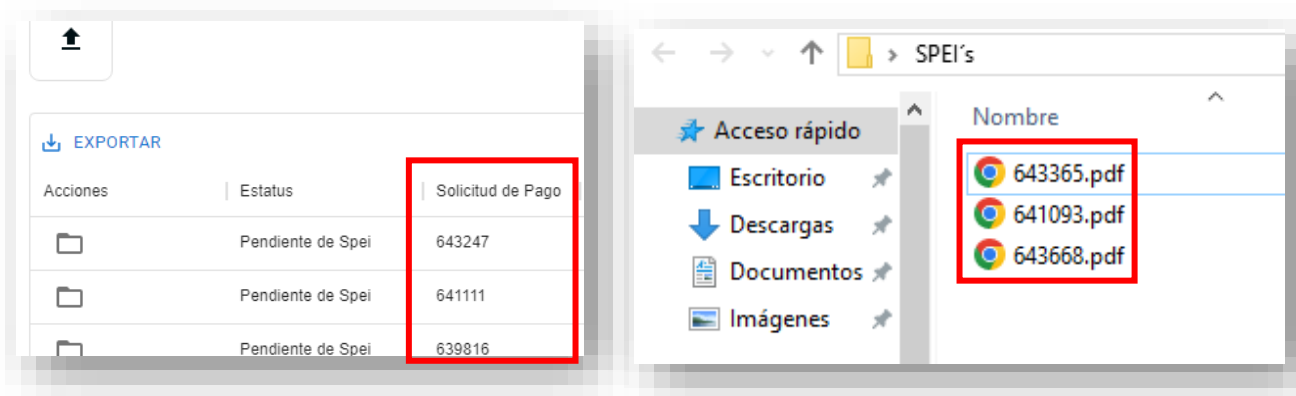 EXPORTAR
Acciones Estatus Solicitud de Pago
Pendiente de Spei 643247
Pendiente de Spei 641111
Pendiente de Spei 639816
SPEI´s
Acceso rápido
Escritorio
Descargas
Documentos
Imágenes
Nombre
643365.pdf
641093.pdf
643668.pdf